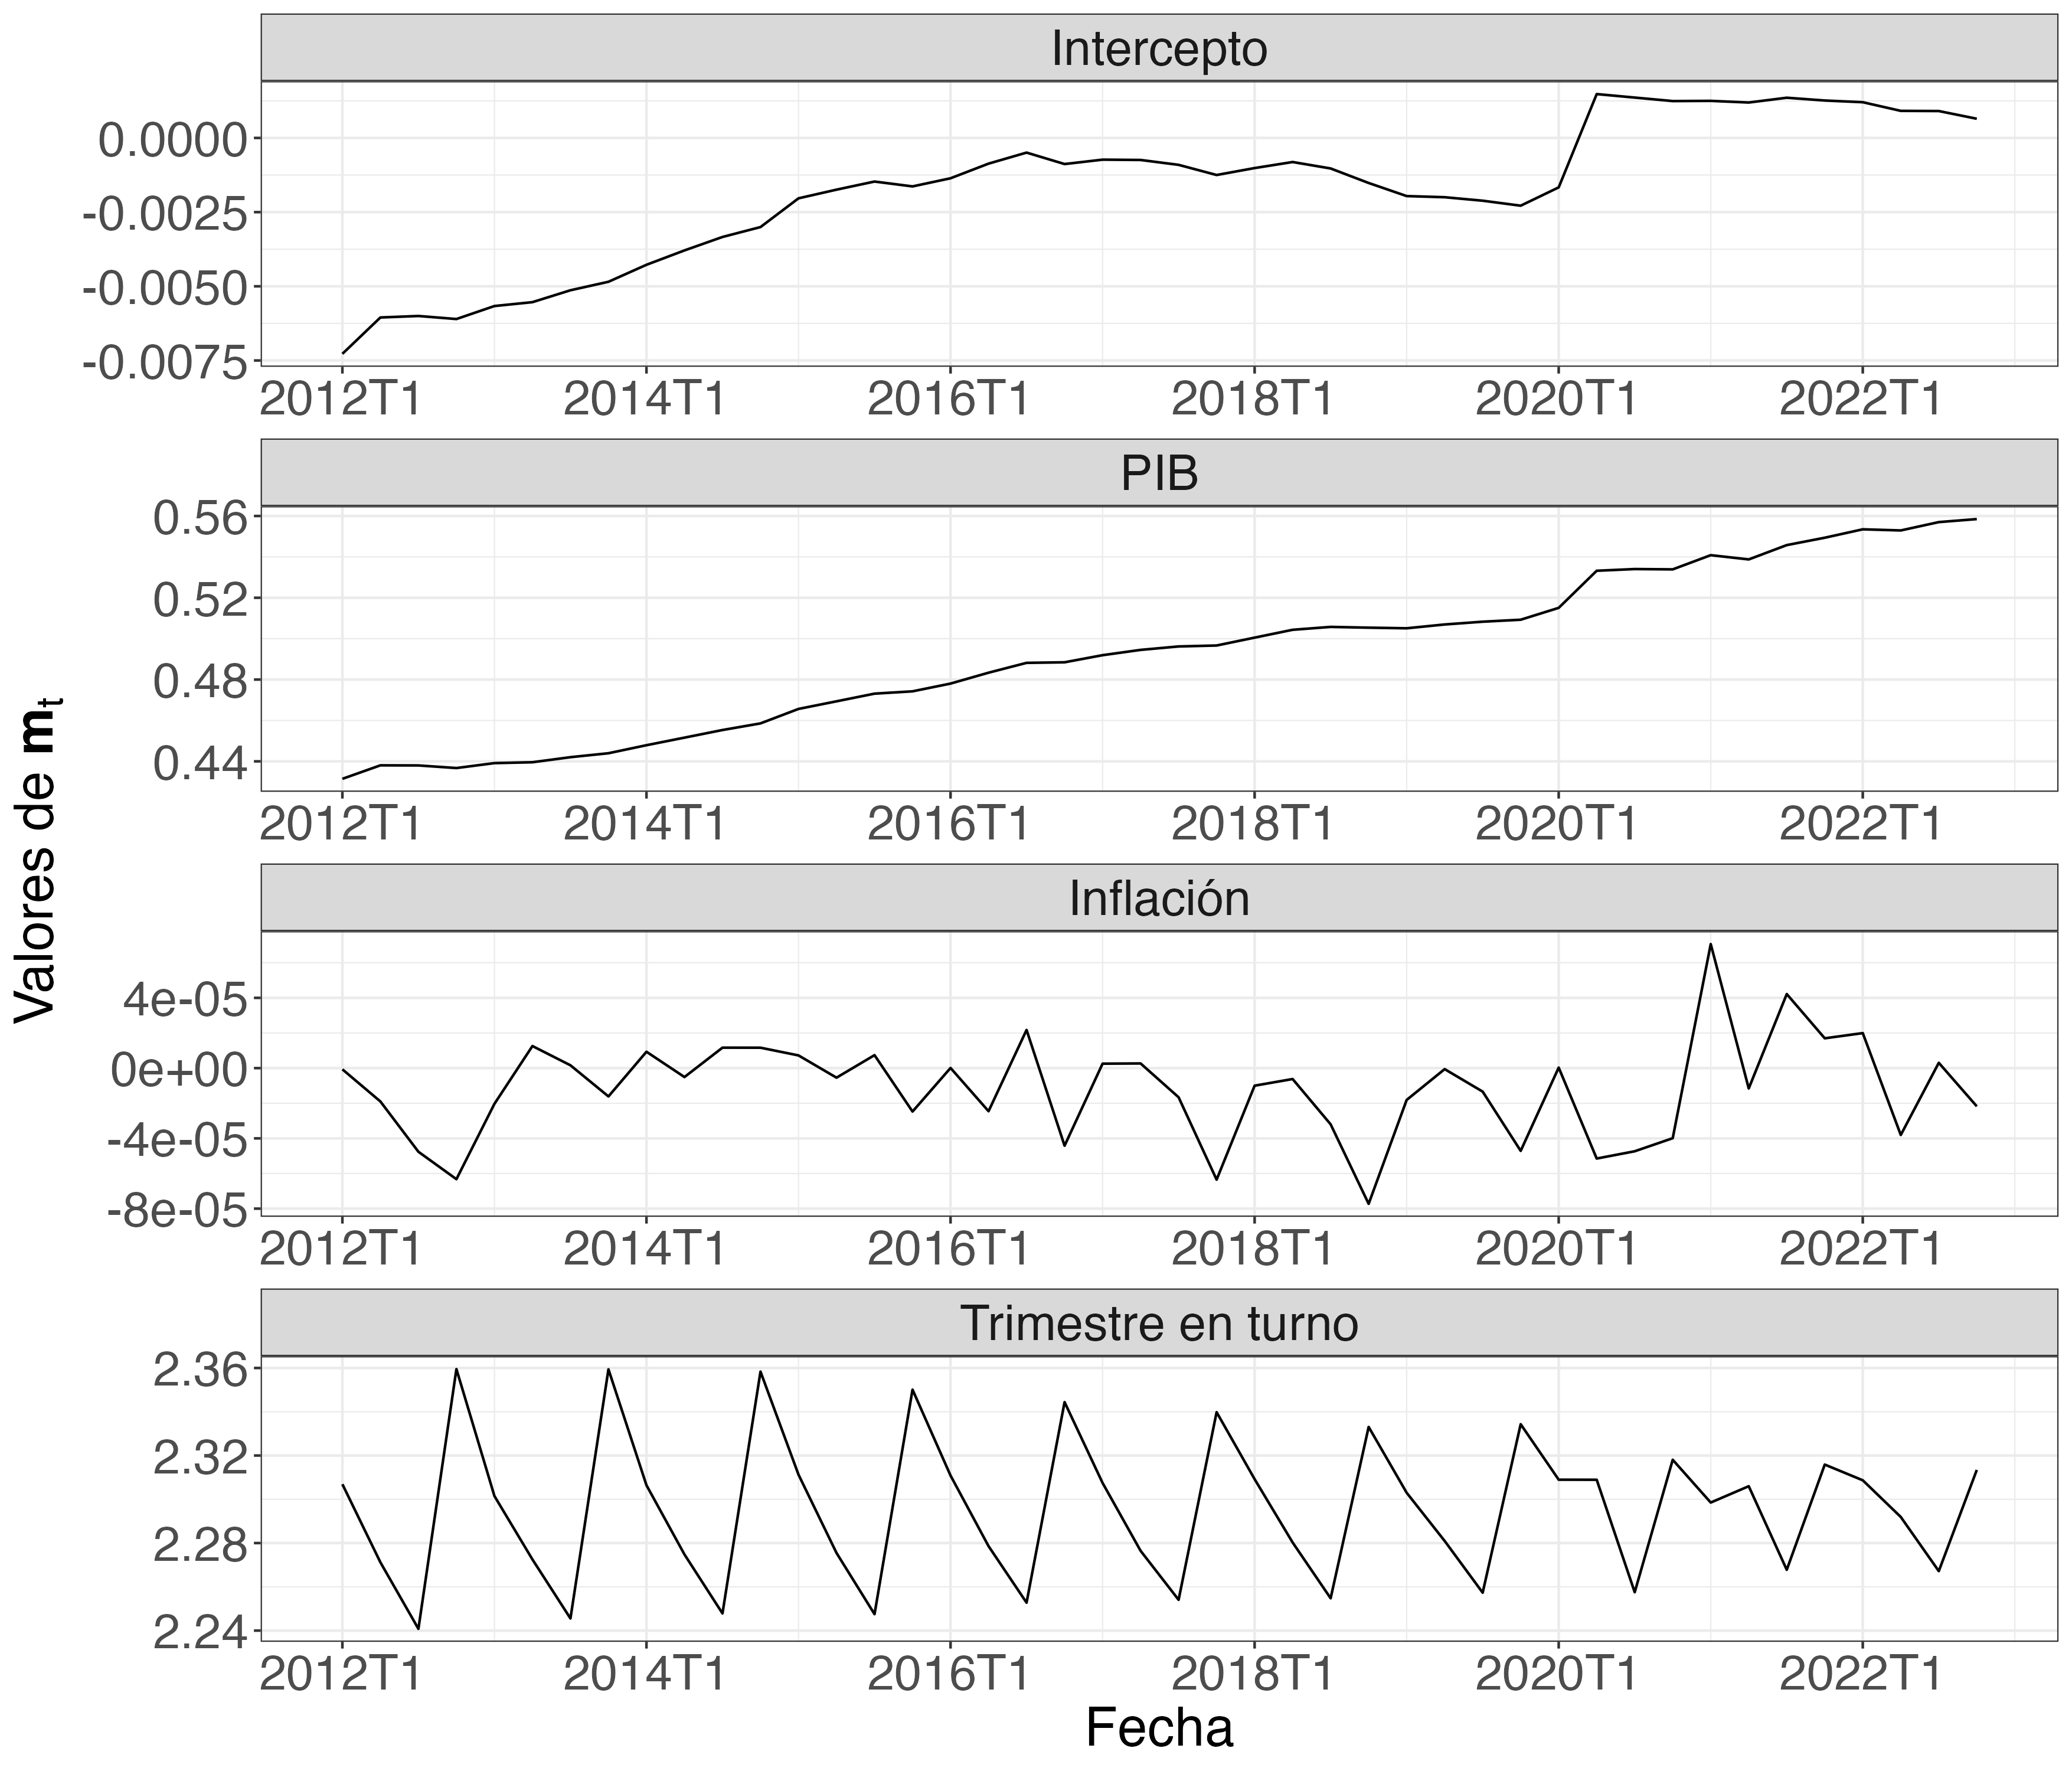 Intercepto
0.0000
-0.0025
-0.0050
-0.0075
2012T1 2014T1 2016T1 2018T1 2020T1 2022T1
PIB
0.56
0.52
0.48
0.44
2012T1 2014T1 2016T1 2018T1 2020T1 2022T1
Valores de mt
Inflación
4e-05
0e+00
-4e-05
-8e-05
2012T1 2014T1 2016T1 2018T1 2020T1 2022T1
Trimestre en turno
2.36
2.32
2.28
2.24
2012T1 2014T1 2016T1 2018T1 2020T1 2022T1
Fecha